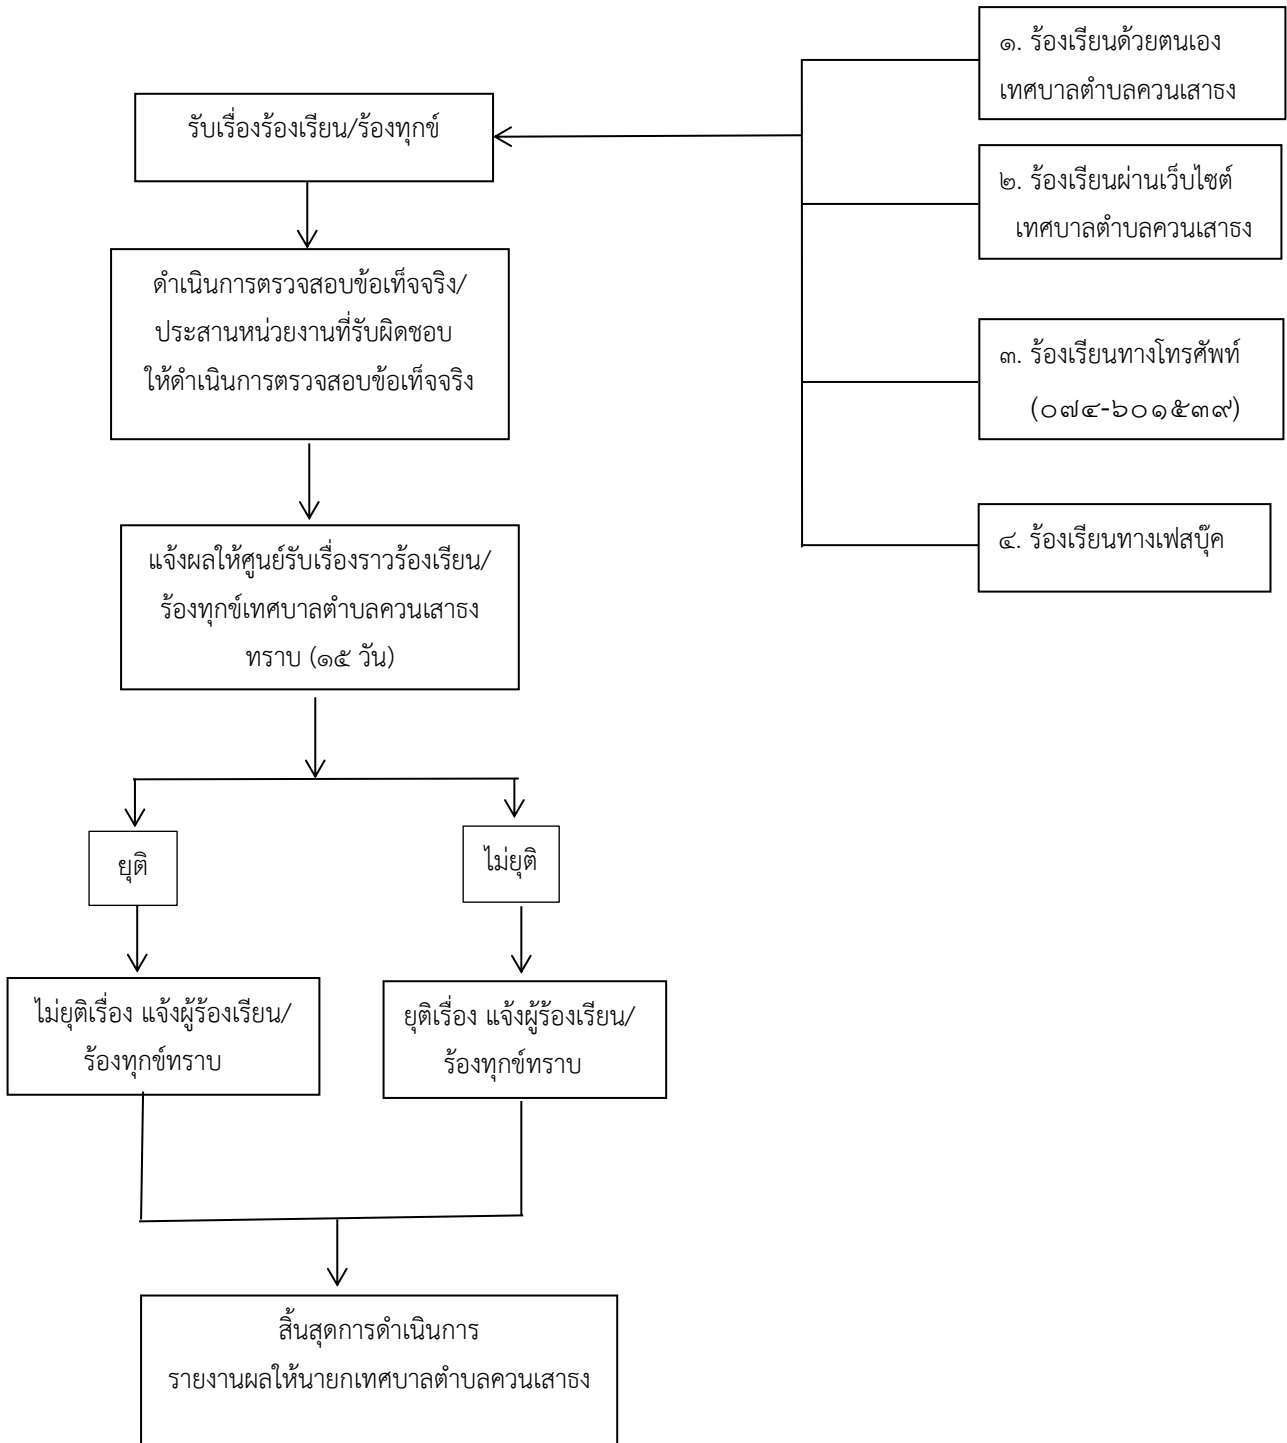 ๑. ร้องเรียนด้วยตนเอง
เทศบาลตำบลควนเสาธง
รับเรื่องร้องเรียน/ร้องทุกข์
๒. ร้องเรียนผ่านเว็บไซต์
เทศบาลตำบลควนเสาธง
ดำเนินการตรวจสอบข้อเท็จจริง/
ประสานหน่วยงานที่รับผิดชอบ
ให้ดำเนินการตรวจสอบข้อเท็จจริง
๓. ร้องเรียนทางโทรศัพท์
(๐๗๔-๖๐๑๕๓๙)
๔. ร้องเรียนทางเฟสบุ๊ค
แจ้งผลให้ศูนย์รับเรื่องราวร้องเรียน/
ร้องทุกข์เทศบาลตำบลควนเสาธง
ทราบ (๑๕ วัน)
ยุติ
ไม่ยุติ
ไม่ยุติเรื่อง แจ้งผู้ร้องเรียน/
ร้องทุกข์ทราบ
ยุติเรื่อง แจ้งผู้ร้องเรียน/
ร้องทุกข์ทราบ
สิ้นสุดการดำเนินการ
รายงานผลให้นายกเทศบาลตำบลควนเสาธง